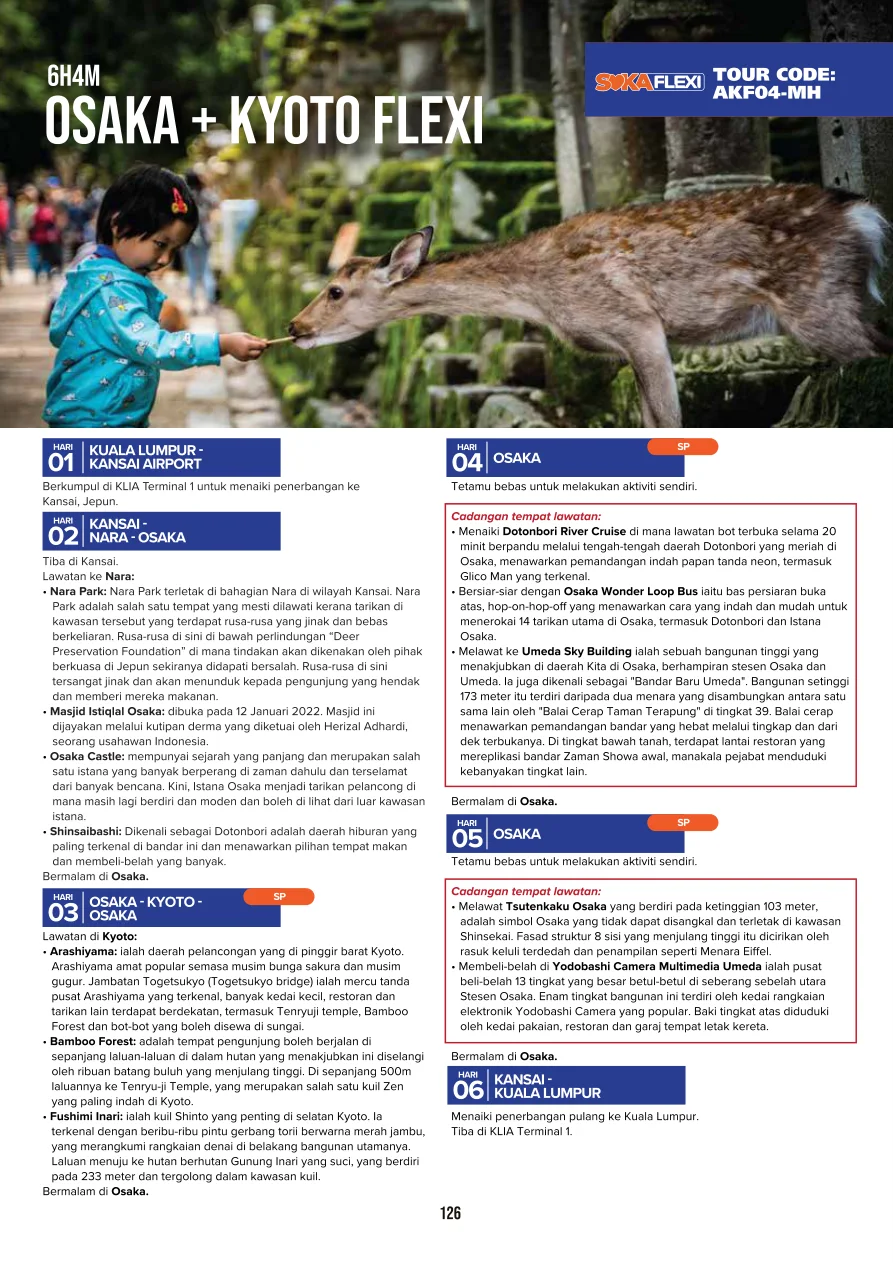 6H4M
OSAKA + KYOTO FLEXI
SUKA FLEXI
TOUR CODE:
AKF04-MH
HARI
01
KUALA LUMPUR -
KANSAI AIRPORT
Berkumpul di KLIA Terminal 1 untuk menaiki penerbangan ke
Kansai, Jepun.
HARI
02
KANSAI -
NARA - OSAKA
Tiba di Kansai.
Lawatan ke Nara:
• Nara Park: Nara Park terletak di bahagian Nara di wilayah Kansai. Nara
Park adalah salah satu tempat yang mesti dilawati kerana tarikan di
kawasan tersebut yang terdapat rusa-rusa yang jinak dan bebas
berkeliaran. Rusa-rusa di sini di bawah perlindungan “Deer
Preservation Foundation” di mana tindakan akan dikenakan oleh pihak
berkuasa di Jepun sekiranya didapati bersalah. Rusa-rusa di sini
tersangat jinak dan akan menunduk kepada pengunjung yang hendak
dan memberi mereka makanan.
• Masjid Istiqlal Osaka: dibuka pada 12 Januari 2022. Masjid ini
dijayakan melalui kutipan derma yang diketuai oleh Herizal Adhardi,
seorang usahawan Indonesia.
• Osaka Castle: mempunyai sejarah yang panjang dan merupakan salah
satu istana yang banyak berperang di zaman dahulu dan terselamat
dari banyak bencana. Kini, Istana Osaka menjadi tarikan pelancong di
mana masih lagi berdiri dan moden dan boleh di lihat dari luar kawasan
istana.
• Shinsaibashi: Dikenali sebagai Dotonbori adalah daerah hiburan yang
paling terkenal di bandar ini dan menawarkan pilihan tempat makan
dan membeli-belah yang banyak.
Bermalam di Osaka.
HARI
03
OSAKA - KYOTO -
OSAKA
SP
Lawatan di Kyoto:
• Arashiyama: ialah daerah pelancongan yang di pinggir barat Kyoto.
Arashiyama amat popular semasa musim bunga sakura dan musim
gugur. Jambatan Togetsukyo (Togetsukyo bridge) ialah mercu tanda
pusat Arashiyama yang terkenal, banyak kedai kecil, restoran dan
tarikan lain terdapat berdekatan, termasuk Tenryuji temple, Bamboo
Forest dan bot-bot yang boleh disewa di sungai.
• Bamboo Forest: adalah tempat pengunjung boleh berjalan di
sepanjang laluan-laluan di dalam hutan yang menakjubkan ini diselangi
oleh ribuan batang buluh yang menjulang tinggi. Di sepanjang 500m
laluannya ke Tenryu-ji Temple, yang merupakan salah satu kuil Zen
yang paling indah di Kyoto.
• Fushimi Inari: ialah kuil Shinto yang penting di selatan Kyoto. Ia
terkenal dengan beribu-ribu pintu gerbang torii berwarna merah jambu,
yang merangkumi rangkaian denai di belakang bangunan utamanya.
Laluan menuju ke hutan berhutan Gunung Inari yang suci, yang berdiri
pada 233 meter dan tergolong dalam kawasan kuil.
Bermalam di Osaka.
HARI
04
OSAKA
SP
Tetamu bebas untuk melakukan aktiviti sendiri.
Cadangan tempat lawatan:
• Menaiki Dotonbori River Cruise di mana lawatan bot terbuka selama 20
minit berpandu melalui tengah-tengah daerah Dotonbori yang meriah di
Osaka, menawarkan pemandangan indah papan tanda neon, termasuk
Glico Man yang terkenal.
• Bersiar-siar dengan Osaka Wonder Loop Bus iaitu bas persiaran buka
atas, hop-on-hop-off yang menawarkan cara yang indah dan mudah untuk
menerokai 14 tarikan utama di Osaka, termasuk Dotonbori dan Istana
Osaka.
• Melawat ke Umeda Sky Building ialah sebuah bangunan tinggi yang
menakjubkan di daerah Kita di Osaka, berhampiran stesen Osaka dan
Umeda. Ia juga dikenali sebagai "Bandar Baru Umeda". Bangunan setinggi
173 meter itu terdiri daripada dua menara yang disambungkan antara satu
sama lain oleh "Balai Cerap Taman Terapung" di tingkat 39. Balai cerap
menawarkan pemandangan bandar yang hebat melalui tingkap dan dari
dek terbukanya. Di tingkat bawah tanah, terdapat lantai restoran yang
mereplikasi bandar Zaman Showa awal, manakala pejabat menduduki
kebanyakan tingkat lain.
Bermalam di Osaka.
HARI
05
OSAKA
SP
Tetamu bebas untuk melakukan aktiviti sendiri.
Cadangan tempat lawatan:
• Melawat Tsutenkaku Osaka yang berdiri pada ketinggian 103 meter,
adalah simbol Osaka yang tidak dapat disangkal dan terletak di kawasan
Shinsekai. Fasad struktur 8 sisi yang menjulang tinggi itu dicirikan oleh
rasuk keluli terdedah dan penampilan seperti Menara Eiffel.
• Membeli-belah di Yodobashi Camera Multimedia Umeda ialah pusat
beli-belah 13 tingkat yang besar betul-betul di seberang sebelah utara
Stesen Osaka. Enam tingkat bangunan ini terdiri oleh kedai rangkaian
elektronik Yodobashi Camera yang popular. Baki tingkat atas diduduki
oleh kedai pakaian, restoran dan garaj tempat letak kereta.
Bermalam di Osaka.
HARI
06
KANSAI -
KUALA LUMPUR
Menaiki penerbangan pulang ke Kuala Lumpur.
Tiba di KLIA Terminal 1.
126